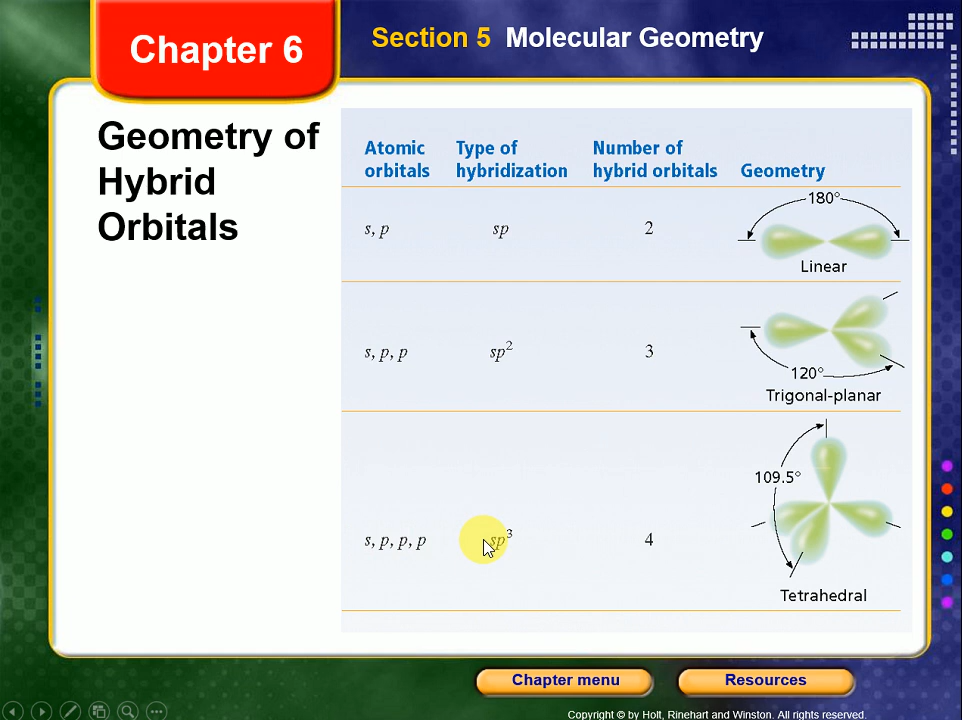 Chapter 6
Section 5 Molecular Geometry
Geometry of
Hybrid
Orbitals
Atomic orbitals Type of hybridization Number of hybrid orbitals Geometry
180°
s, p sp 2
Linear
s, p, p sp² 3
120°
Trigonal-planar
109.5°
s, p, p, p sp³ 4
Tetrahedral
Chapter menu Resources
Copyright © by Holt, Rinehart and Winston. All rights reserved.